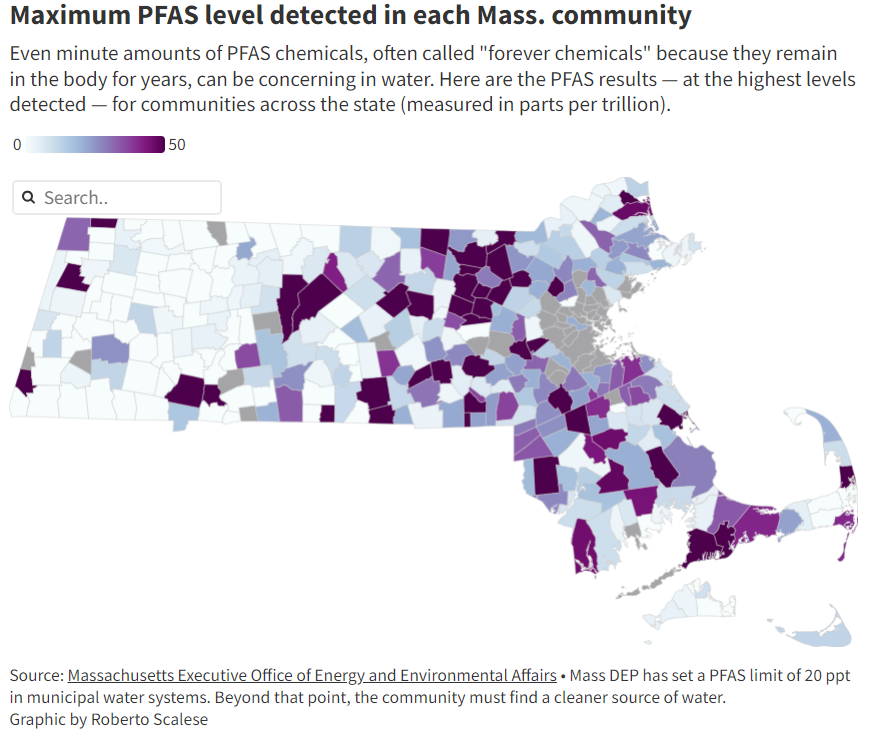 Maximum PFAS level detected in each Mass. community
Even minute amounts of PFAS chemicals, often called "forever chemicals" because they remain
in the body for years, can be concerning in water. Here are the PFAS results — at the highest levels
detected — for communities across the state (measured in parts per trillion).
0 50
Search..
Source: Massachusetts Executive Office of Energy and Environmental Affairs • Mass DEP has set a PFAS limit of 20 ppt
in municipal water systems. Beyond that point, the community must find a cleaner source of water.
Graphic by Roberto Scalese